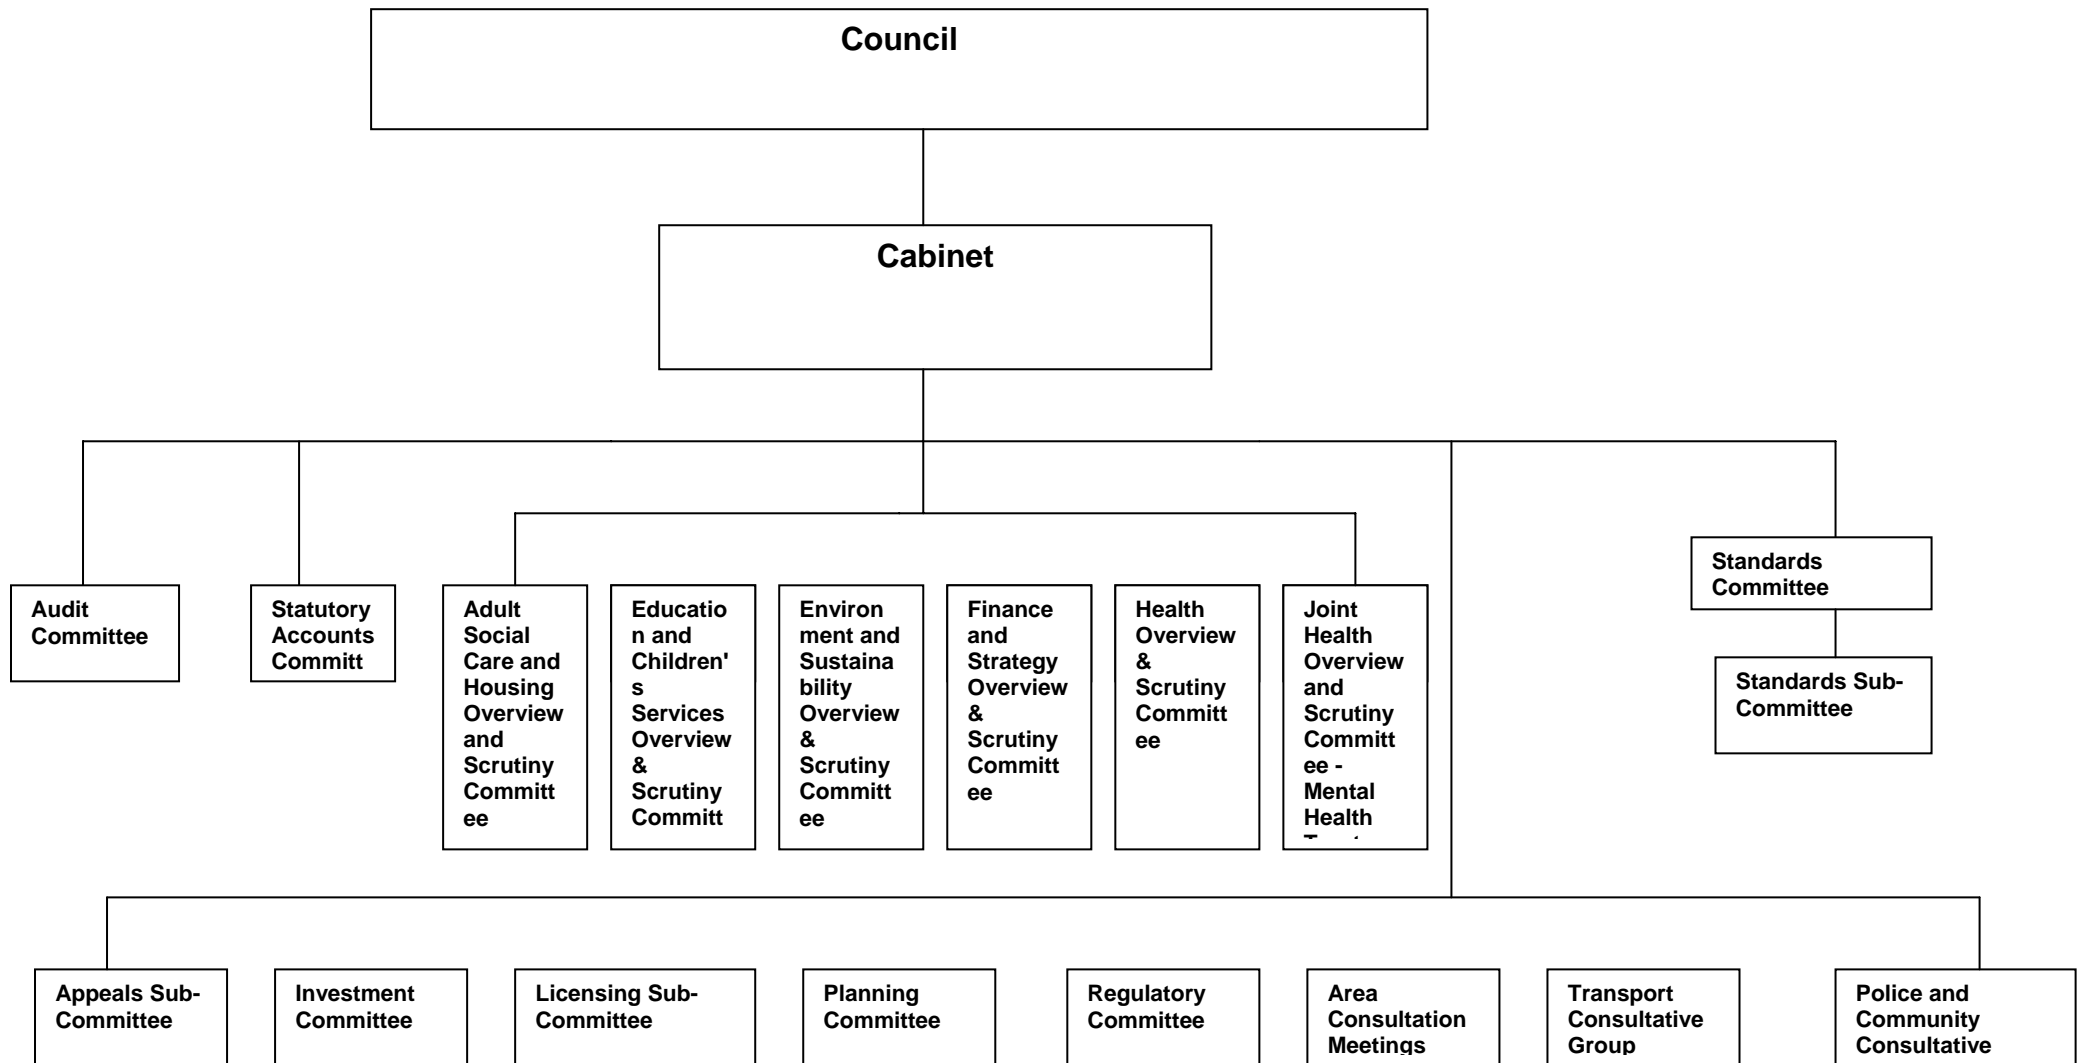 Council
Cabinet
Standards
Committee
Audit
Committee
Statutory
Accounts
Committ
Adult
Social
Care and
Housing
Overview
and
Scrutiny
Committ
ee
Educatio
n and
Children'
s
Services
Overview
&
Scrutiny
Committ
Environ
ment and
Sustaina
bility
Overview
&
Scrutiny
Committ
ee
Finance
and
Strategy
Overview
&
Scrutiny
Committ
ee
Health
Overview
&
Scrutiny
Committ
ee
Joint
Health
Overview
and
Scrutiny
Committ
ee -
Mental
Health
Standards Sub-
Committee
Appeals Sub-
Committee
Investment
Committee
Licensing Sub-
Committee
Planning
Committee
Regulatory
Committee
Area
Consultation
Meetings
Transport
Consultative
Group
Police and
Community
Consultative